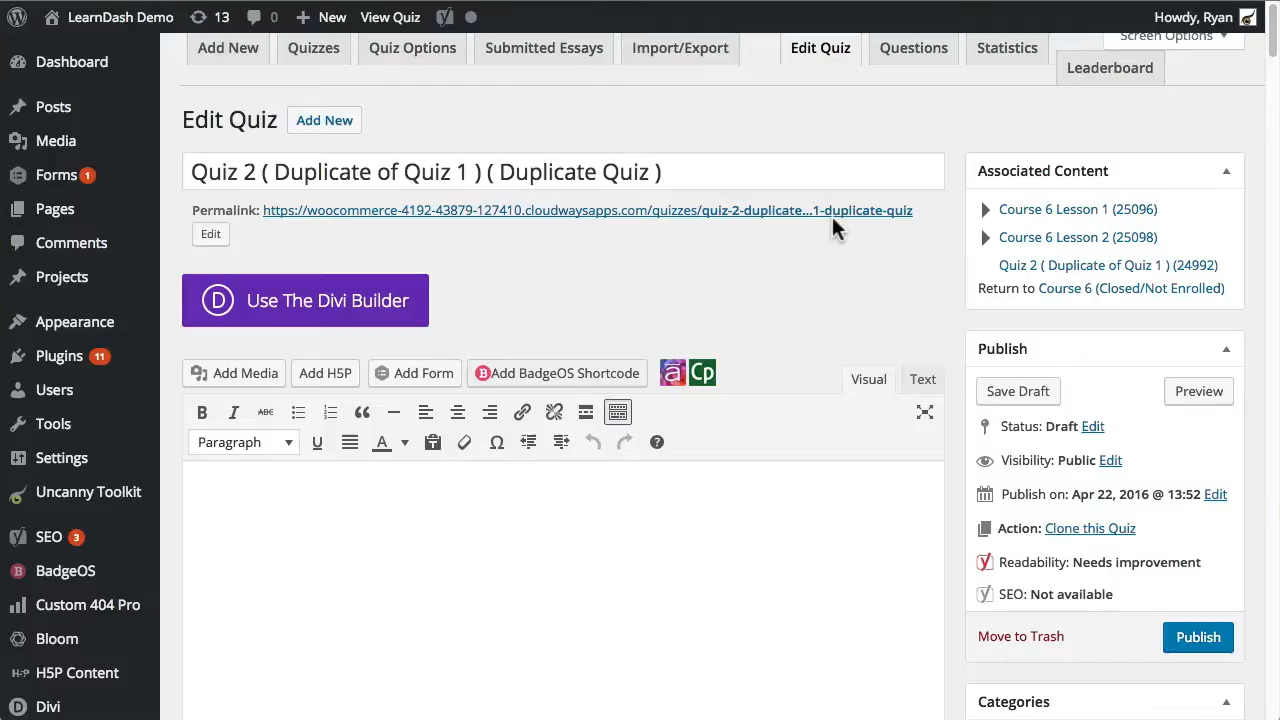 LearnDash Demo 13 0 New View Quiz Howdy, Ryan
Screen Options
Add New Quizzes Quiz Options Submitted Essays Import/Export Edit Quiz Questions Statistics
Leaderboard
Edit Quiz Add New
Quiz 2 ( Duplicate of Quiz 1 ) ( Duplicate Quiz )
Permalink: https://woocommerce-4192-43879-127410.cloudwaysapps.com/quizzes/quiz-2-duplicate...1-duplicate-quiz
Edit
D Use The Divi Builder
Add Media Add H5P Add Form B Add BadgeOS Shortcode a Cp Visual Text
B I ABC
Paragraph U A Ω ?
Dashboard
Posts
Media
Forms 1
Pages
Comments
Projects
Appearance
Plugins 11
Users
Tools
Settings
Uncanny Toolkit
SEO 3
B BadgeOS
Custom 404 Pro
Bloom
H-P H5P Content
D Divi
Associated Content
Course 6 Lesson 1 (25096)
Course 6 Lesson 2 (25098)
Quiz 2 ( Duplicate of Quiz 1 ) (24992)
Return to Course 6 (Closed/Not Enrolled)
Publish
Save Draft Preview
Status: Draft Edit
Visibility: Public Edit
Publish on: Apr 22, 2016 @ 13:52 Edit
Action: Clone this Quiz
Readability: Needs improvement
SEO: Not available
Move to Trash Publish
Categories